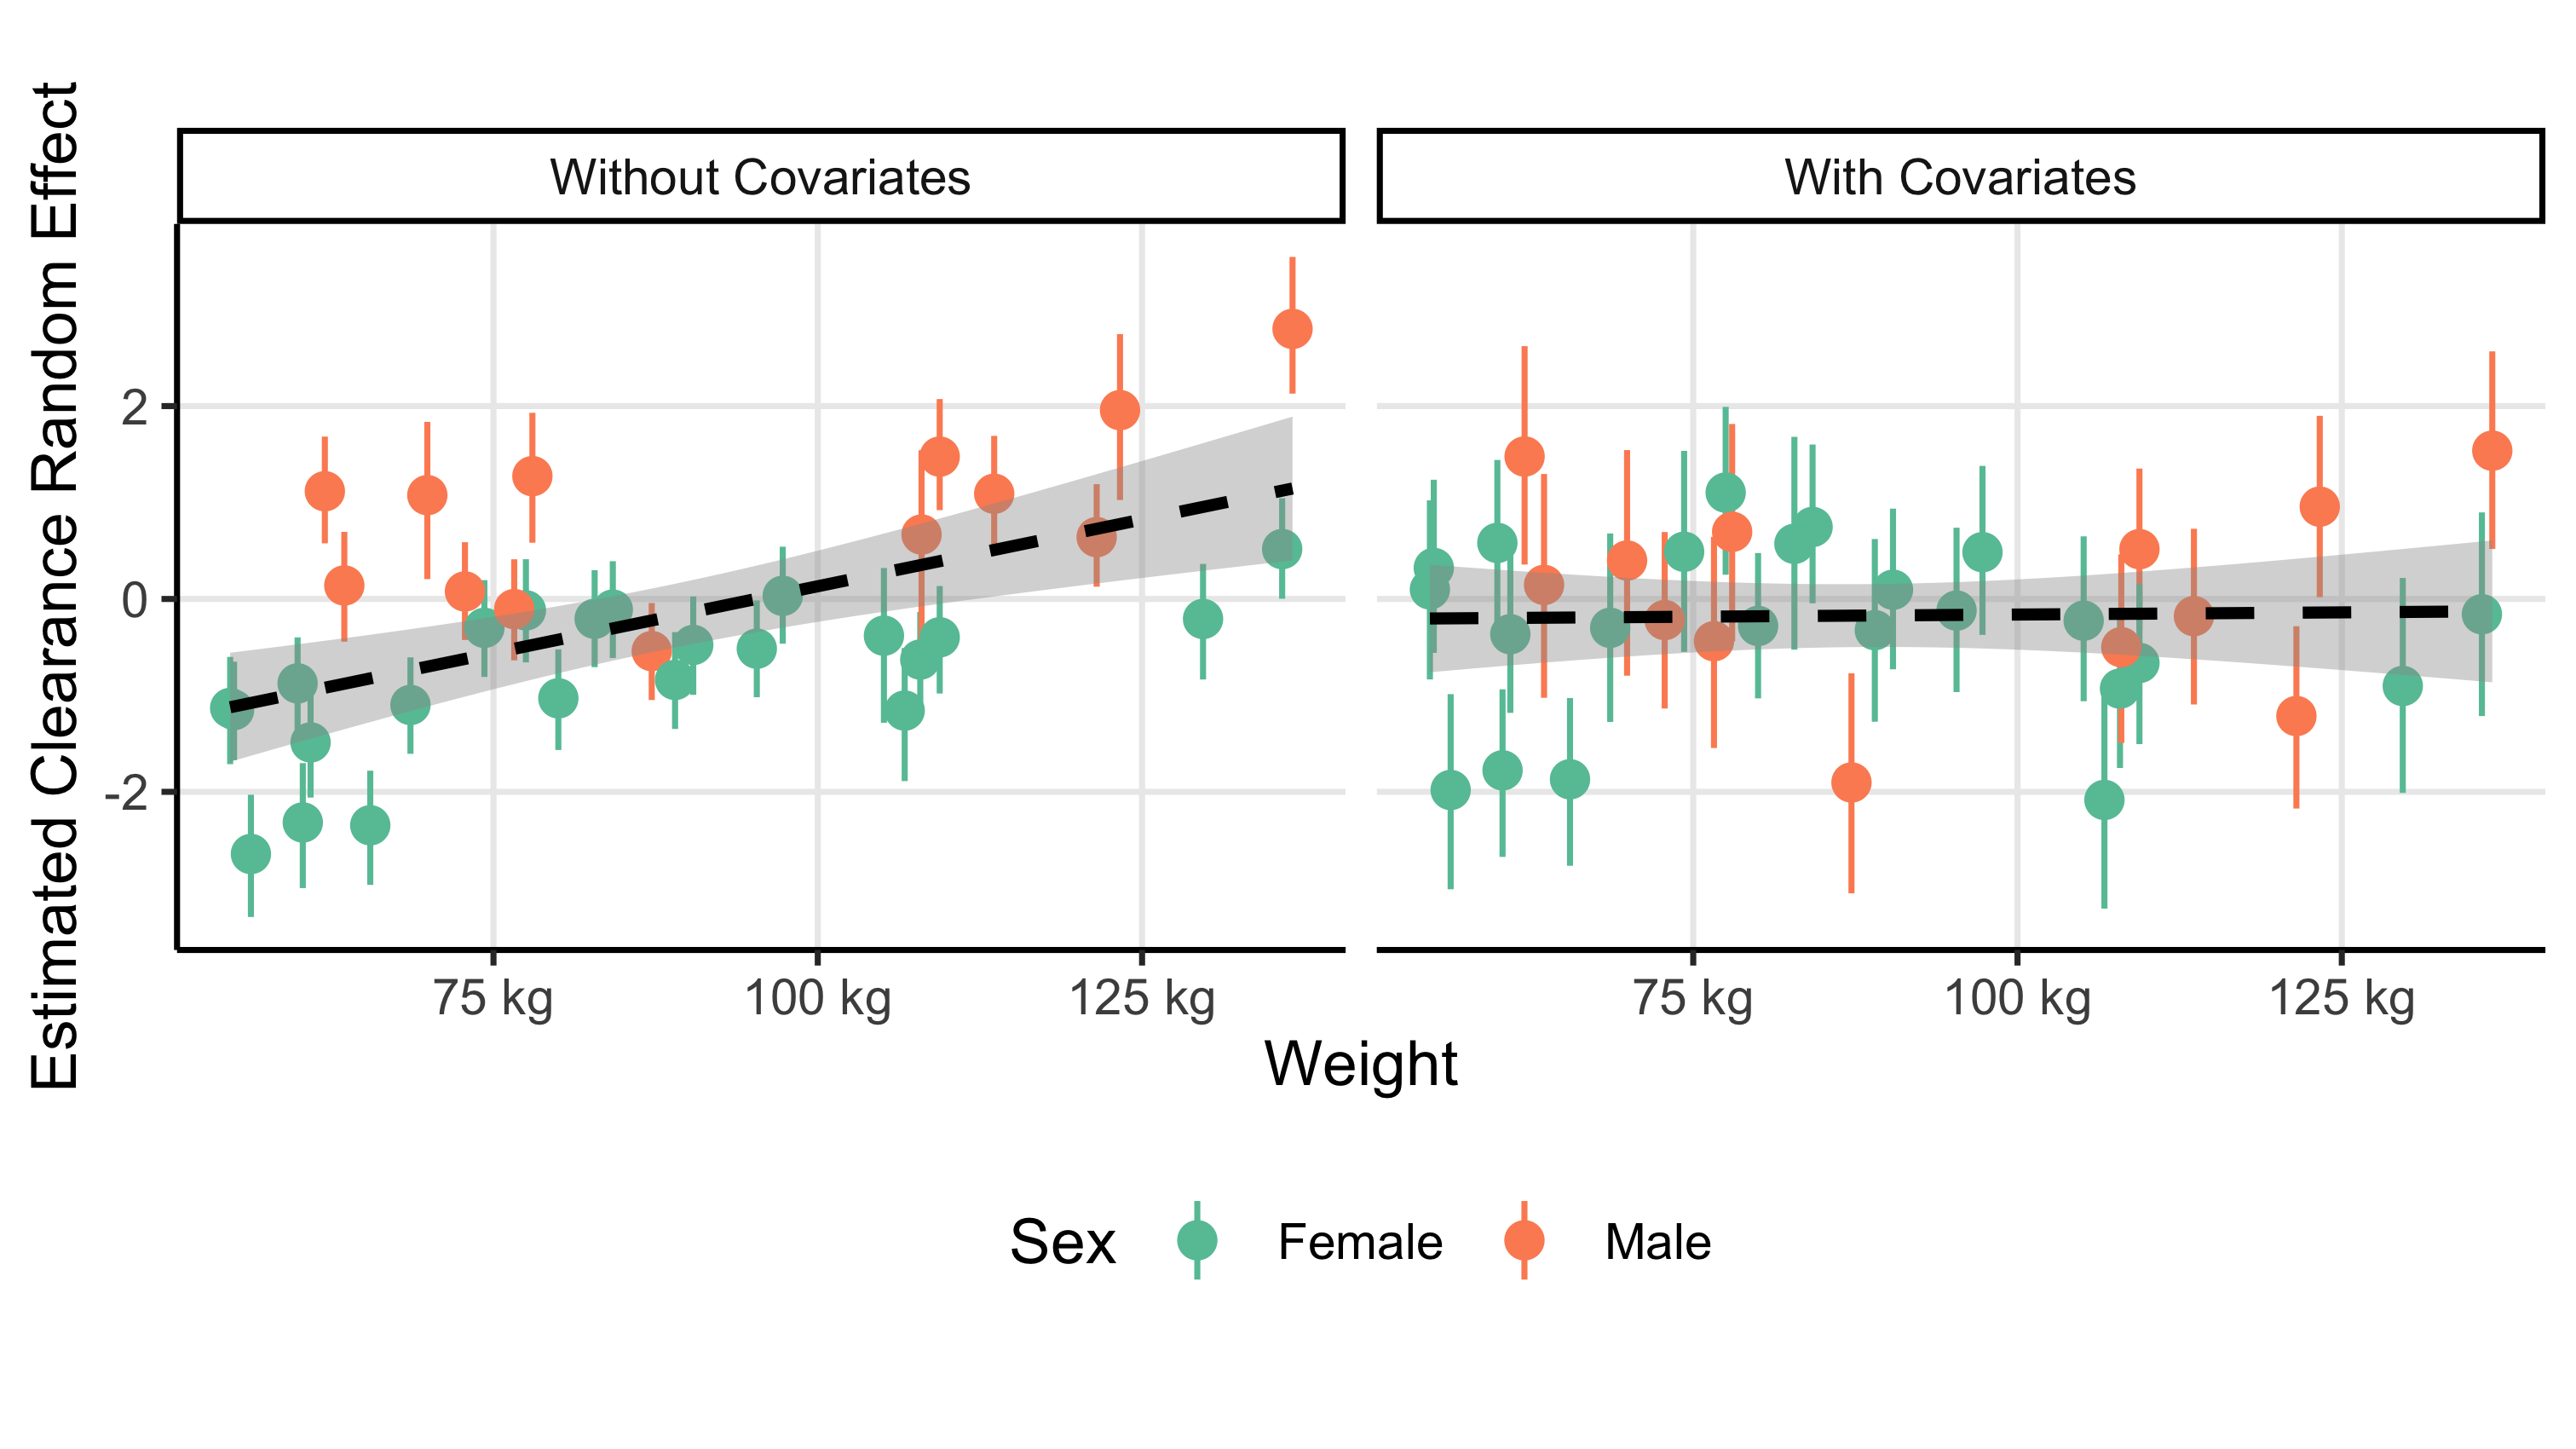 Without Covariates
With Covariates
Estimated Clearance Random Effect
2
0
-2
75 kg
100 kg
125 kg
75 kg
100 kg
125 kg
Weight
Sex
Female
Male